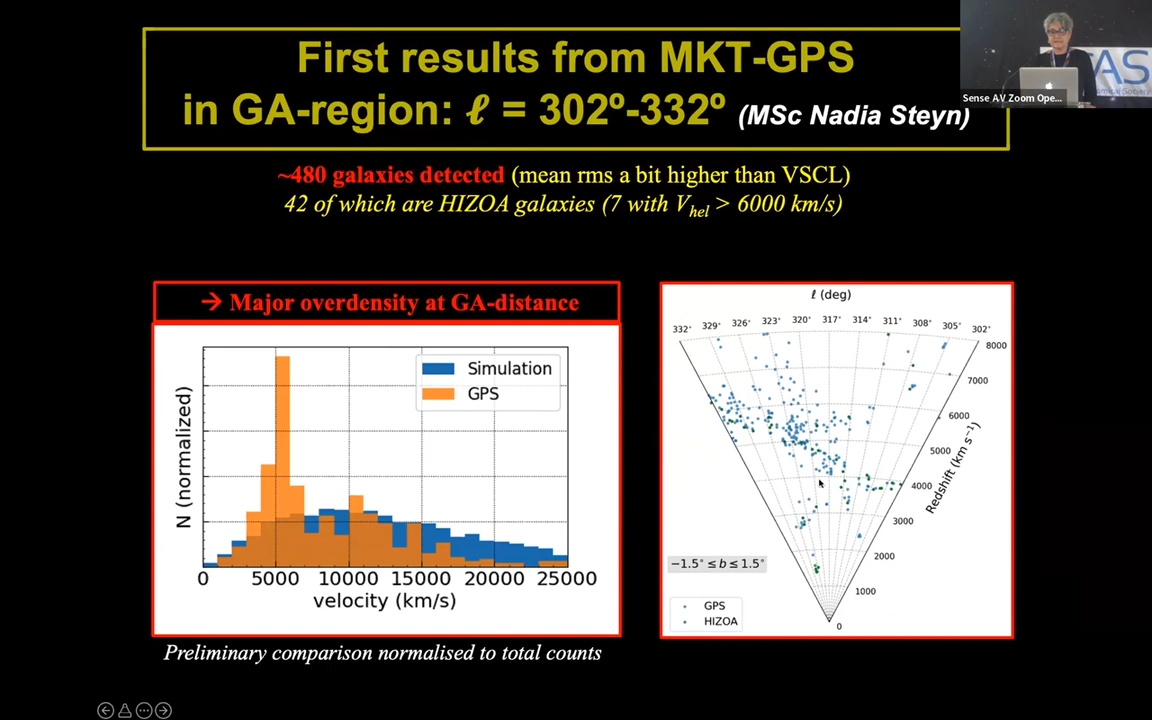 First results from MKT-GPS
in GA-region: ℓ = 302º-332º (MSc Nadia Steyn)
AS
Sense AV Zoom Ope...
~480 galaxies detected (mean rms a bit higher than VSCL)
42 of which are HIZOA galaxies (7 with Vhel > 6000 km/s)
→ Major overdensity at GA-distance
N (normalized)
Simulation
GPS
0 5000 10000 15000 20000 25000
velocity (km/s)
Preliminary comparison normalised to total counts
ℓ (deg)
332° 329° 326° 323° 320° 317° 314° 311° 308° 305° 302°
8000
7000
6000
5000
4000
3000
2000
1000
0
Redshift (km s⁻¹)
−1.5° ≤ b ≤ 1.5°
GPS
HIZOA